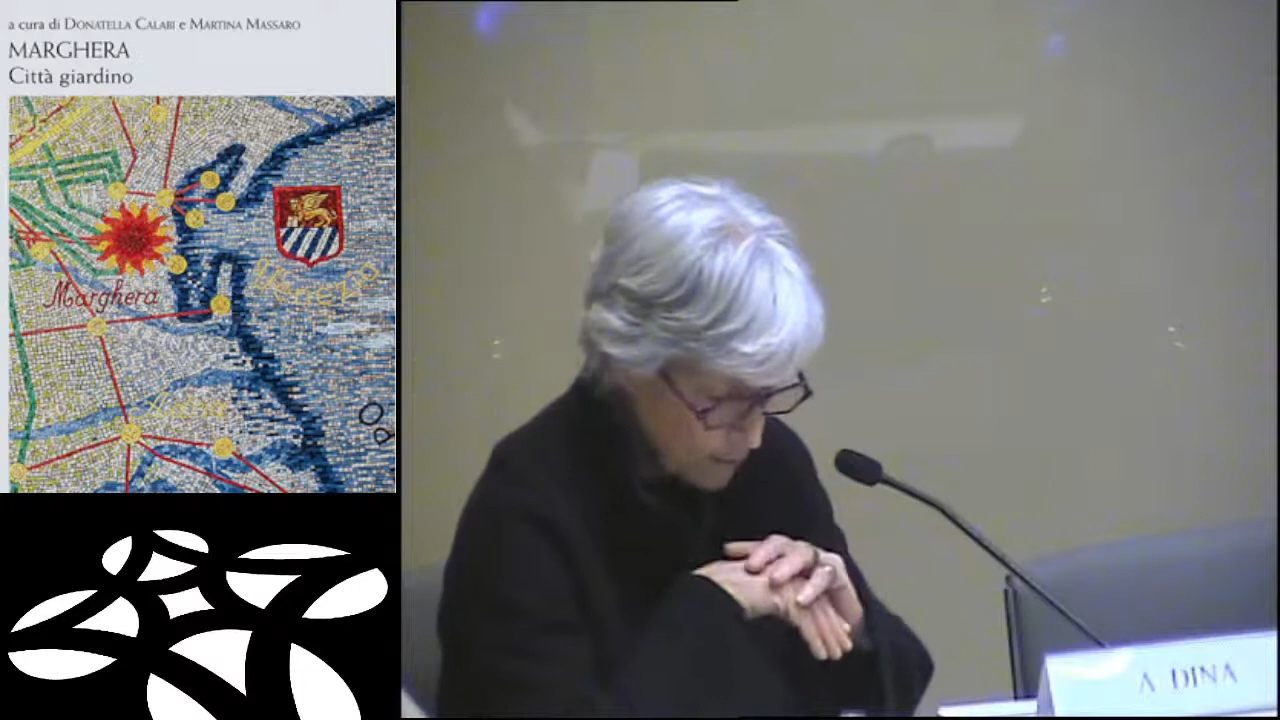 a cura di DONATELLA CALABI e MARTINA MASSARO
MARGHERA
Città giardino
Marghera
Venezia
A DINA